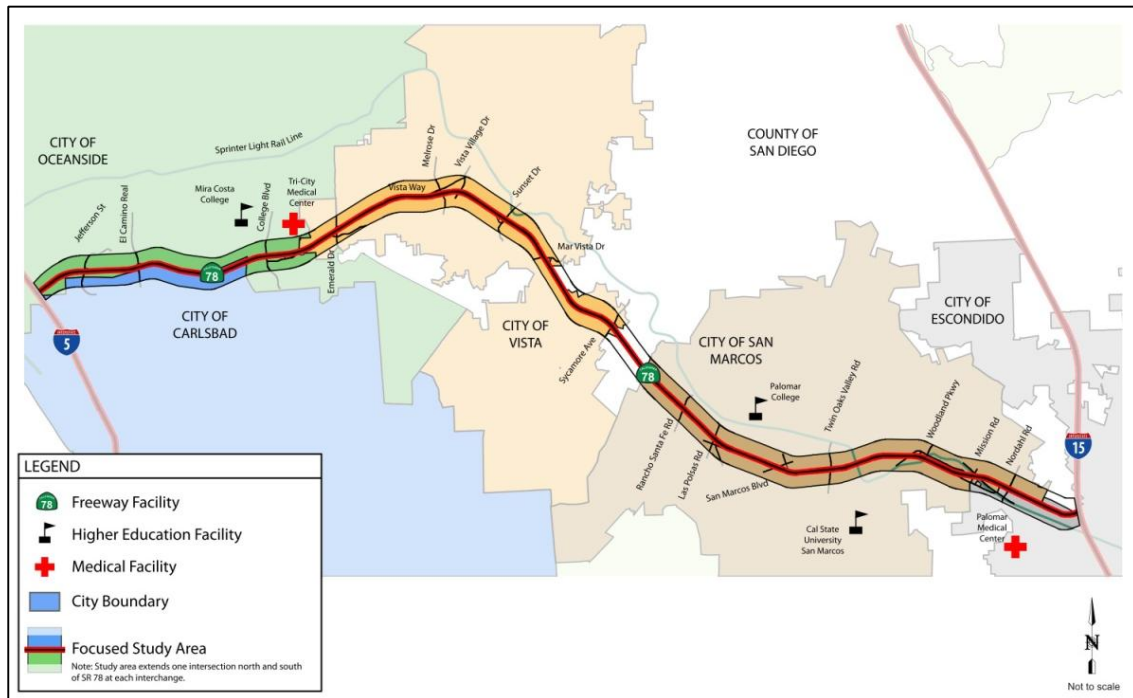 CITY OF
OCEANSIDE
Sprinter Light Rail Line
Jefferson St
El Camino Real
Mira Costa
College
College Blvd
Tri-City
Medical
Center
Emerald Dr
Vista Way
Melrose Dr
Vista Village Dr
Sunset Dr
Mar Vista Dr
COUNTY OF
SAN DIEGO
78
5
CITY OF
CARLSBAD
CITY OF
VISTA
Sycamore Ave
78
CITY OF SAN
MARCOS
CITY OF
ESCONDIDO
Rancho Santa Fe Rd
Las Polsas Rd
San Marcos Blvd
Palomar
College
Twin Oaks Valley Rd
Woodland Pkwy
Mission Rd
Nordahl Rd
15
Cal State
University
San Marcos
Palomar
Medical
Center
LEGEND
78
Freeway Facility
Higher Education Facility
Medical Facility
City Boundary
Focused Study Area
Note: Study area extends one intersection north and south
of SR 78 at each interchange.
N
Not to scale